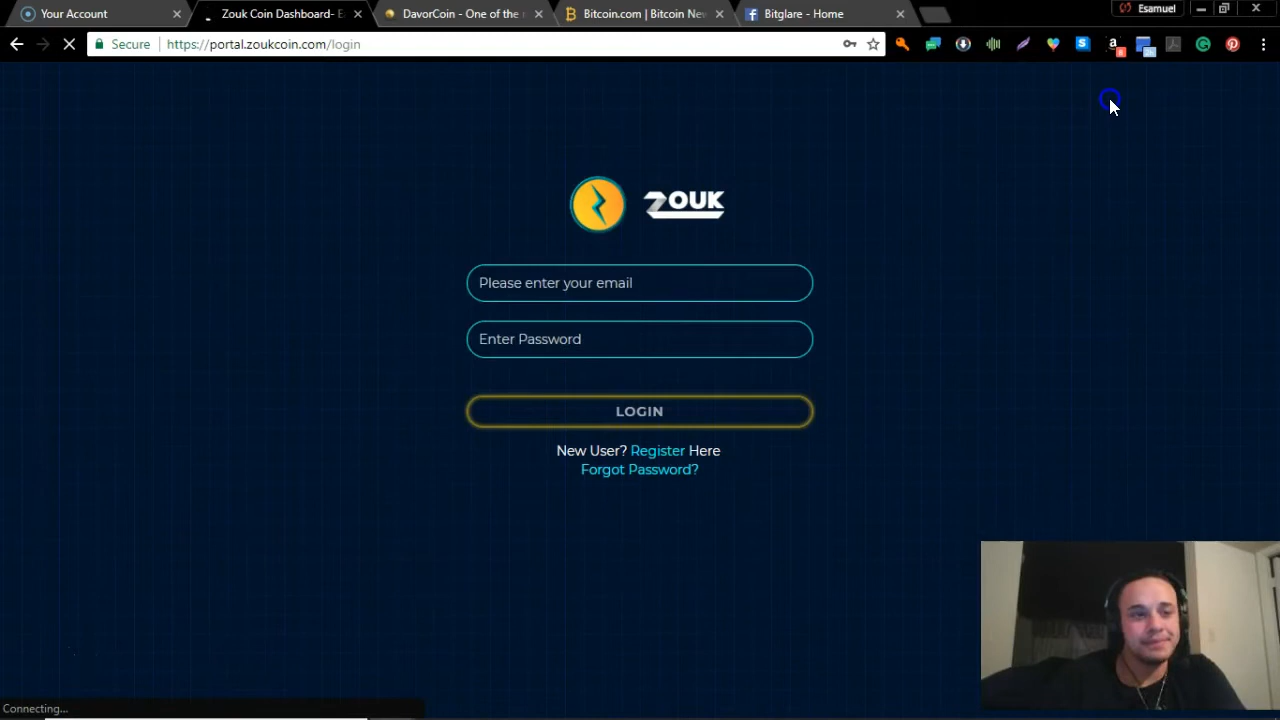 Your Account
Zouk Coin Dashboard- E
DavorCoin - One of the
Bitcoin.com | Bitcoin New
Bitglare - Home
Esamuel
Secure
https://portal.zoukcoin.com/login
ZOUK
Please enter your email
Enter Password
LOGIN
New User? Register Here
Forgot Password?
Connecting...